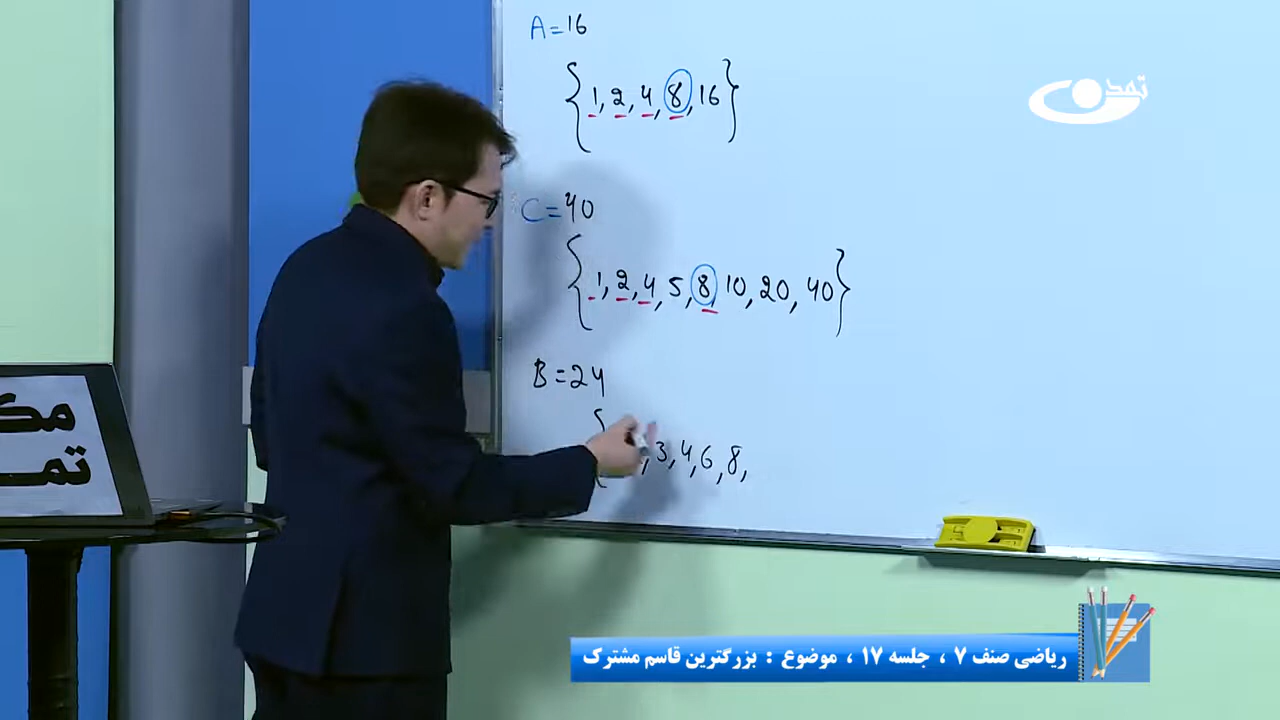 A=16
{1,2,4,8,16}
تمدن
C=40
{1,2,4,5,8,10,20,40}
B=24
{ ,3,4,6,8,
ریاضی صنف ۷ ، جلسه ۱۷ ، موضوع : بزرگترین قاسم مشترک